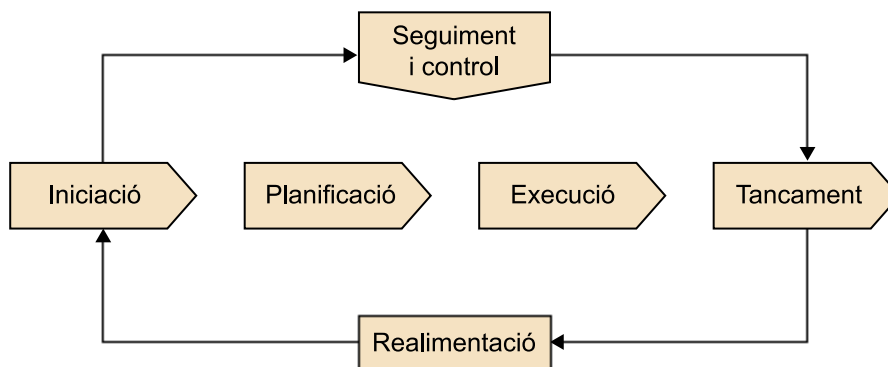 Seguiment
i control
Iniciació
Planificació
Execució
Tancament
Realimentació